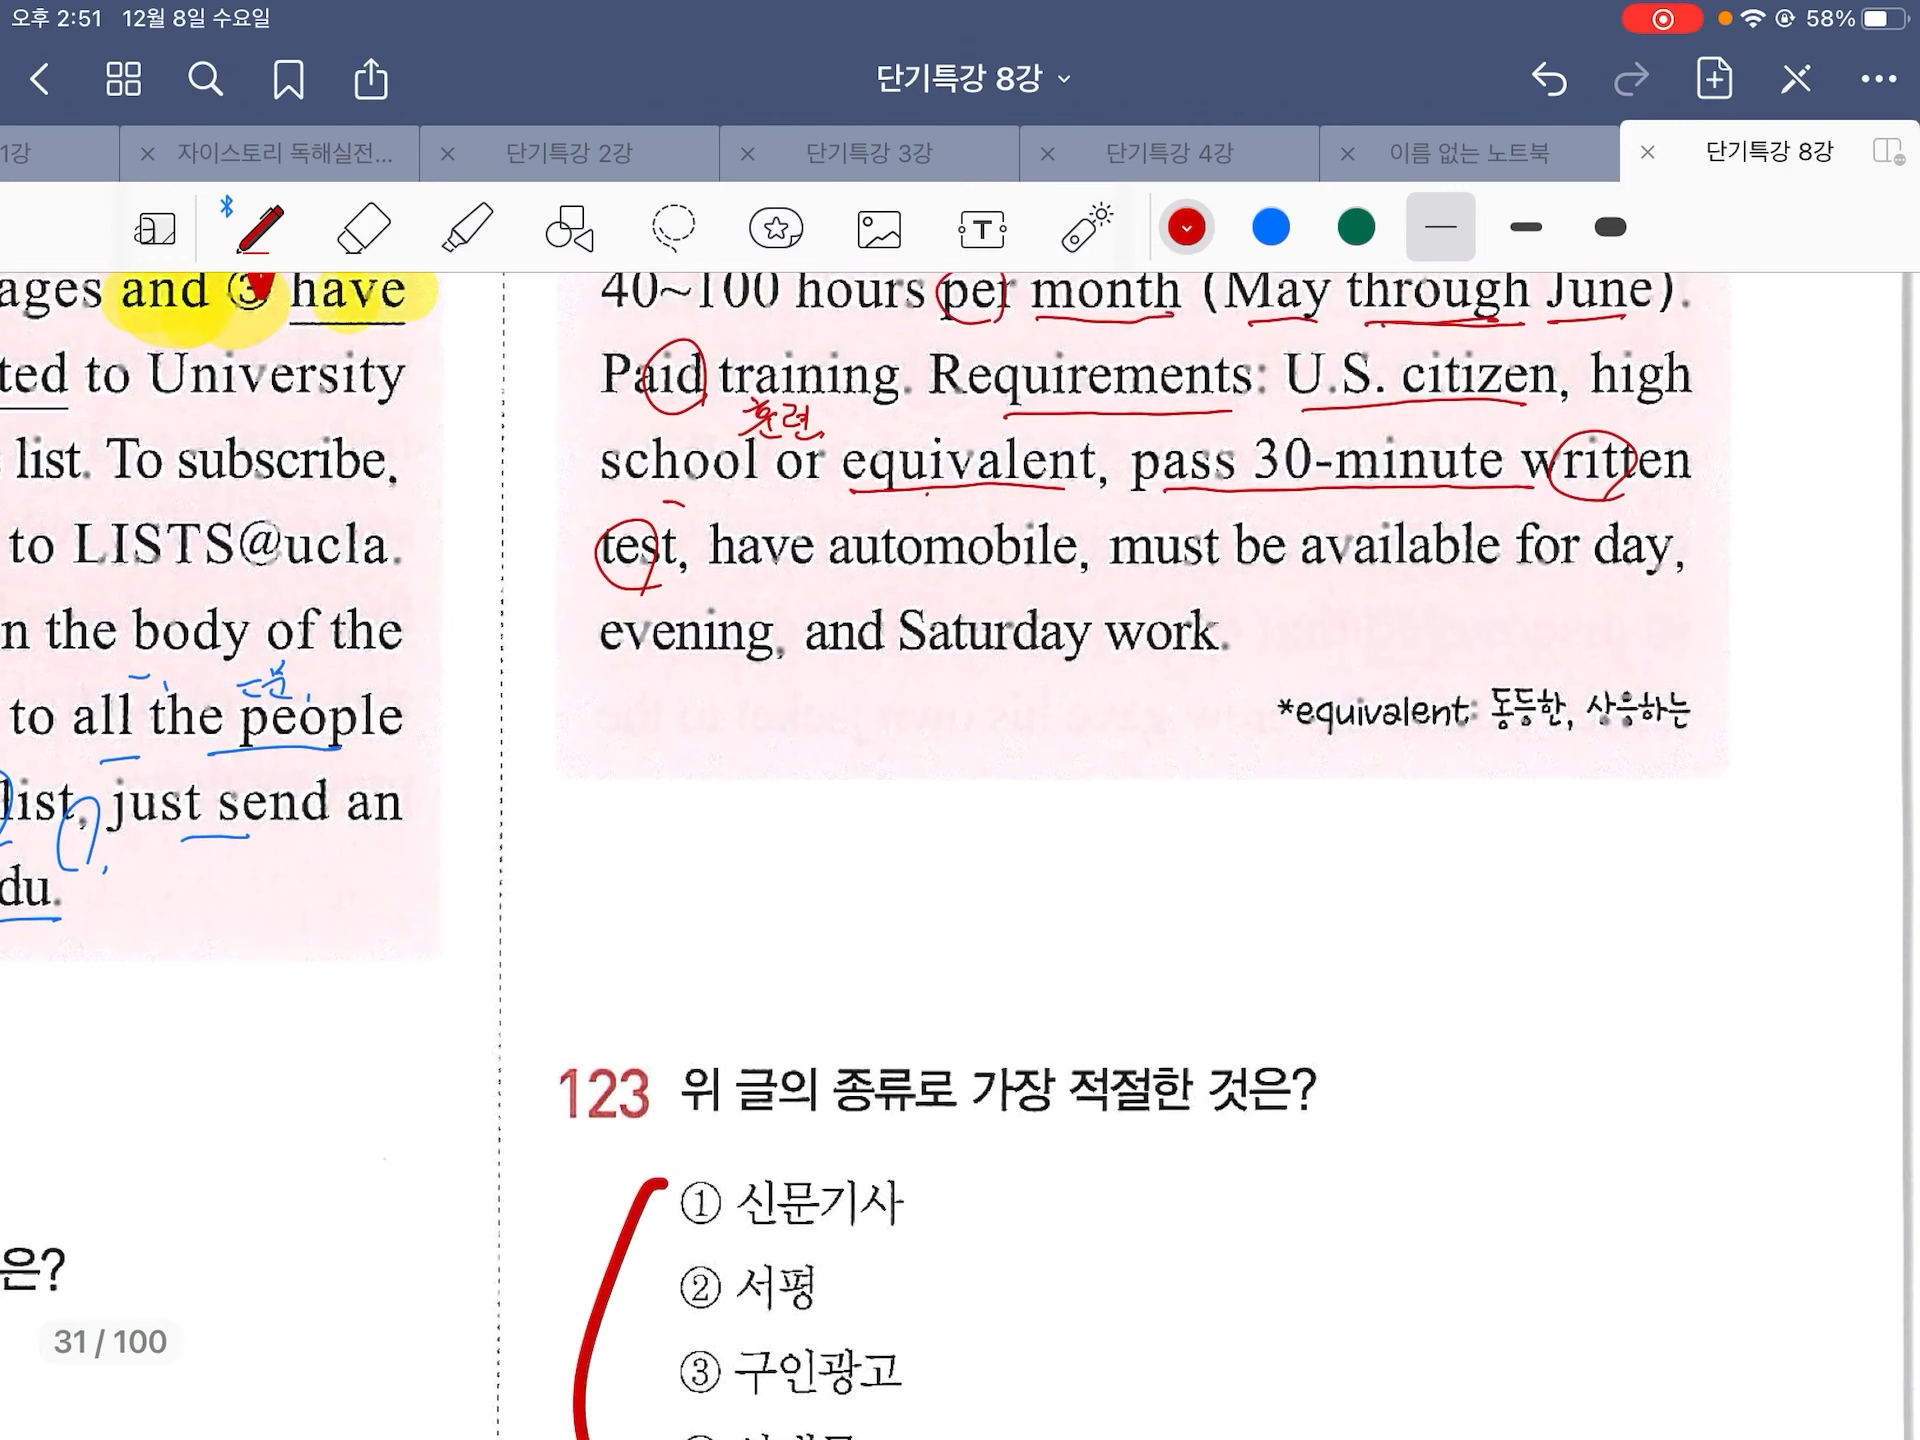 오후 2:51 12월 8일 수요일
58%
단기특강 8강
1강
자이스토리 독해실전...
단기특강 2강
단기특강 3강
단기특강 4강
이름 없는 노트북
단기특강 8강
ages and ③ have
ted to University
list. To subscribe,
to LISTS@ucla.
n the body of the
to all the people
list, just send an
du.
은?
31 / 100
40~100 hours per month (May through June).
Paid training. Requirements: U.S. citizen, high
훈련
school or equivalent, pass 30-minute written
test, have automobile, must be available for day,
evening, and Saturday work.
*equivalent: 동등한, 상응하는
123 위 글의 종류로 가장 적절한 것은?
① 신문기사
② 서평
③ 구인광고